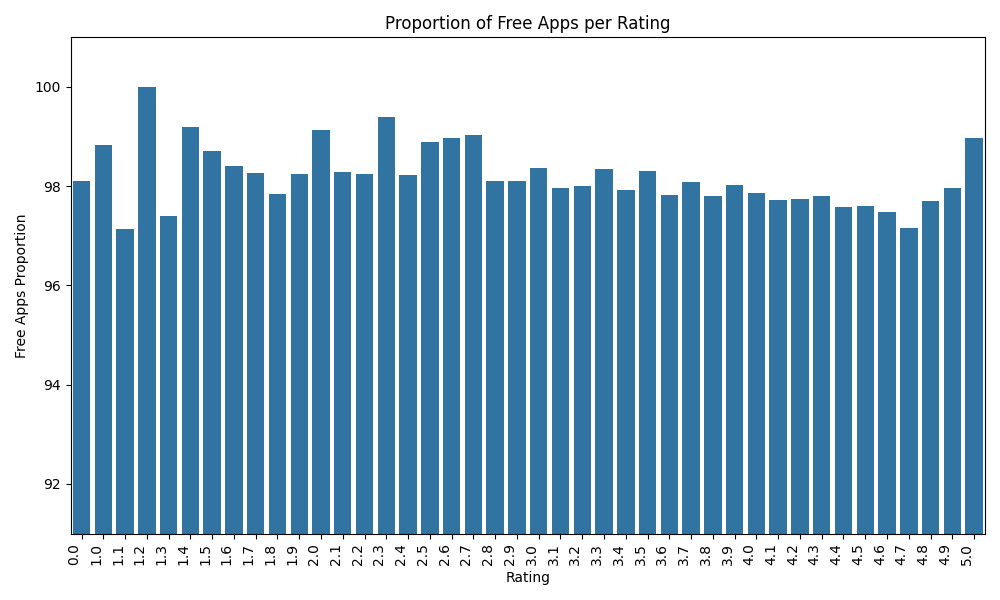 Proportion of Free Apps per Rating
Free Apps Proportion
100
98
96
94
92
0.0 1.0 1.1 1.2 1.3 1.4 1.5 1.6 1.7 1.8 1.9 2.0 2.1 2.2 2.3 2.4 2.5 2.6 2.7 2.8 2.9 3.0 3.1 3.2 3.3 3.4 3.5 3.6 3.7 3.8 3.9 4.0 4.1 4.2 4.3 4.4 4.5 4.6 4.7 4.8 4.9 5.0
Rating